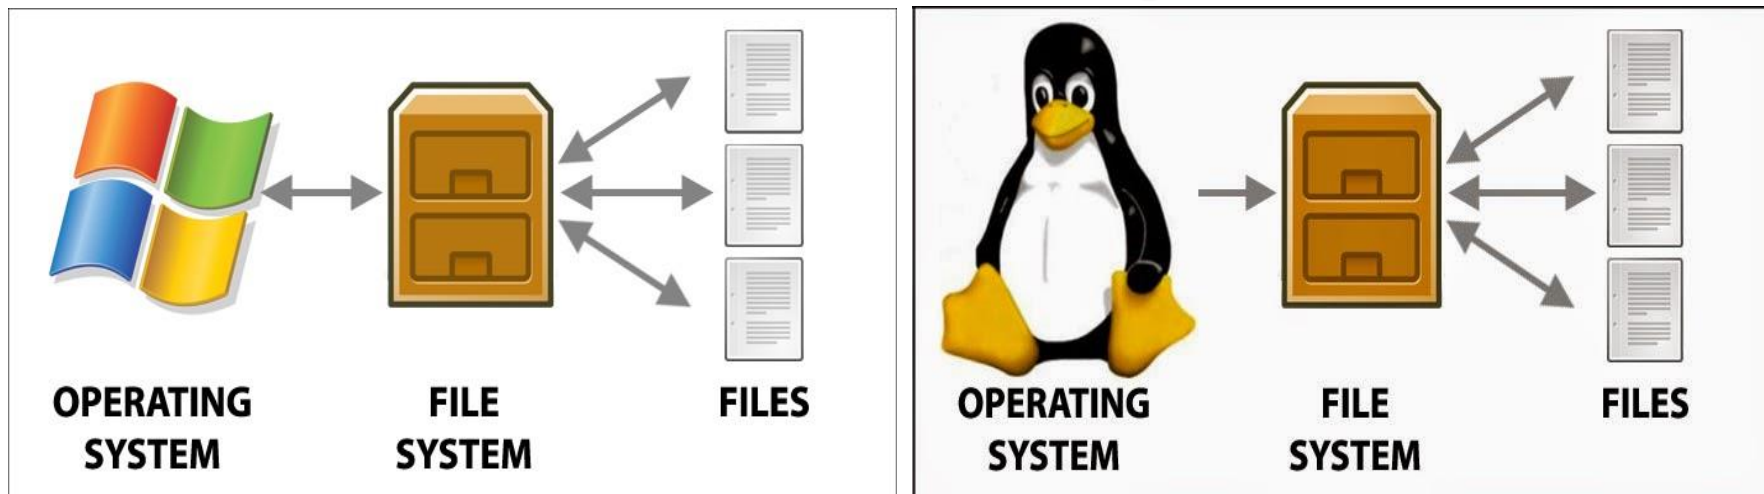 OPERATING
SYSTEM
FILE
SYSTEM
FILES
OPERATING
SYSTEM
FILE
SYSTEM
FILES